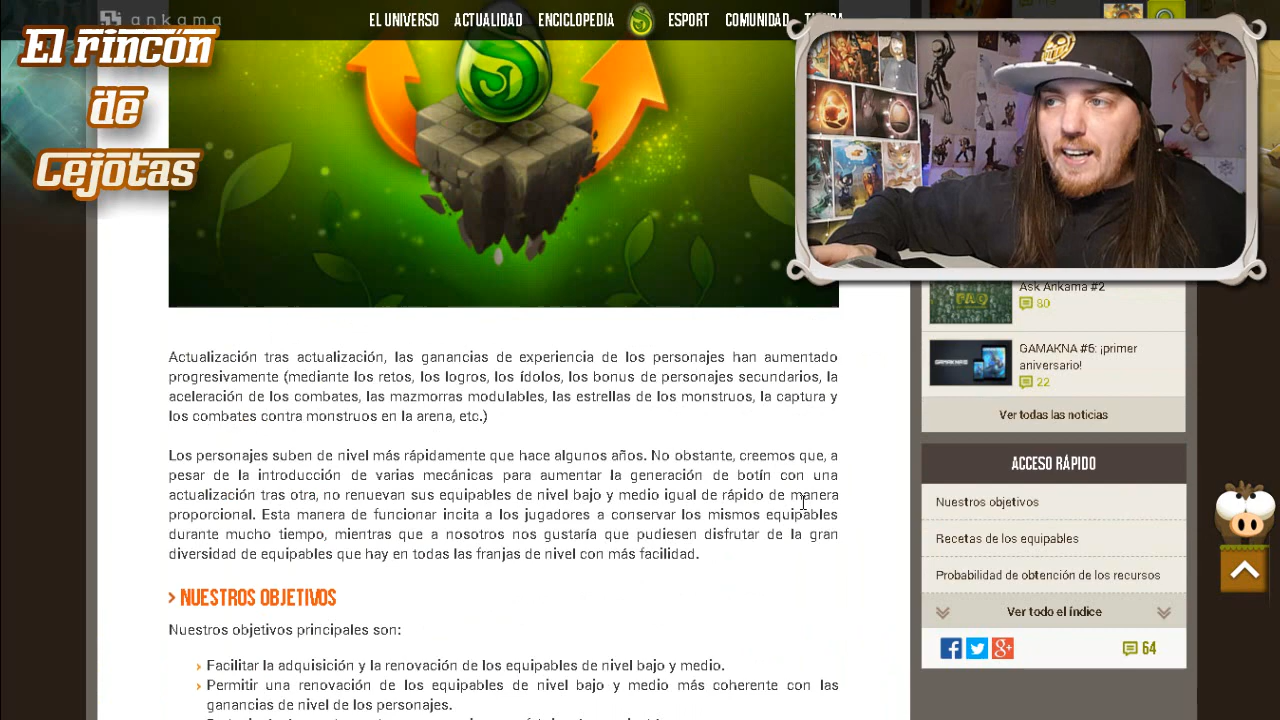 ankama
EL UNIVERSO ACTUALIDAD ENCICLOPEDIA ESPORT COMUNIDAD
El rincón
de
Cejotas
Ask Ankama #2
80
GAMAKNA #6: ¡primer
aniversario!
22
Ver todas las noticias
Actualización tras actualización, las ganancias de experiencia de los personajes han aumentado
progresivamente (mediante los retos, los logros, los ídolos, los bonus de personajes secundarios, la
aceleración de los combates, las mazmorras modulables, las estrellas de los monstruos, la captura y
los combates contra monstruos en la arena, etc.)
Los personajes suben de nivel más rápidamente que hace algunos años. No obstante, creemos que, a
pesar de la introducción de varias mecánicas para aumentar la generación de botín con una
actualización tras otra, no renuevan sus equipables de nivel bajo y medio igual de rápido de manera
proporcional. Esta manera de funcionar incita a los jugadores a conservar los mismos equipables
durante mucho tiempo, mientras que a nosotros nos gustaría que pudiesen disfrutar de la gran
diversidad de equipables que hay en todas las franjas de nivel con más facilidad.
NUESTROS OBJETIVOS
Nuestros objetivos principales son:
Facilitar la adquisición y la renovación de los equipables de nivel bajo y medio.
Permitir una renovación de los equipables de nivel bajo y medio más coherente con las
ganancias de nivel de los personajes.
ACCESO RÁPIDO
Nuestros objetivos
Recetas de los equipables
Probabilidad de obtención de los recursos
Ver todo el índice
64